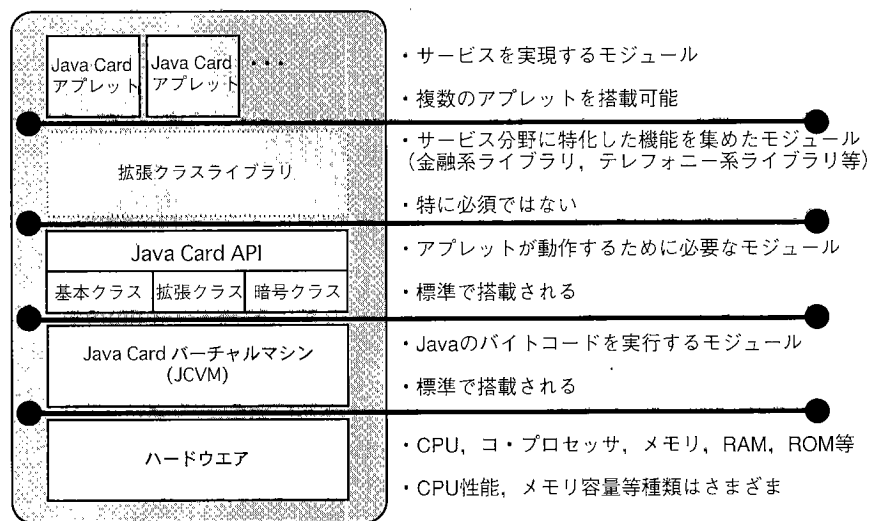 Java Card
アプレット
Java Card
アプレット
・・・
・サービスを実現するモジュール
・複数のアプレットを搭載可能
拡張クラスライブラリ
・サービス分野に特化した機能を集めたモジュール
(金融系ライブラリ，テレフォニー系ライブラリ等)
・特に必須ではない
Java Card API
基本クラス
拡張クラス
暗号クラス
・アプレットが動作するために必要なモジュール
・標準で搭載される
Java Card バーチャルマシン
(JCVM)
・Javaのバイトコードを実行するモジュール
・標準で搭載される
ハードウエア
・CPU，コ・プロセッサ，メモリ，RAM，ROM等
・CPU性能，メモリ容量等種類はさまざま